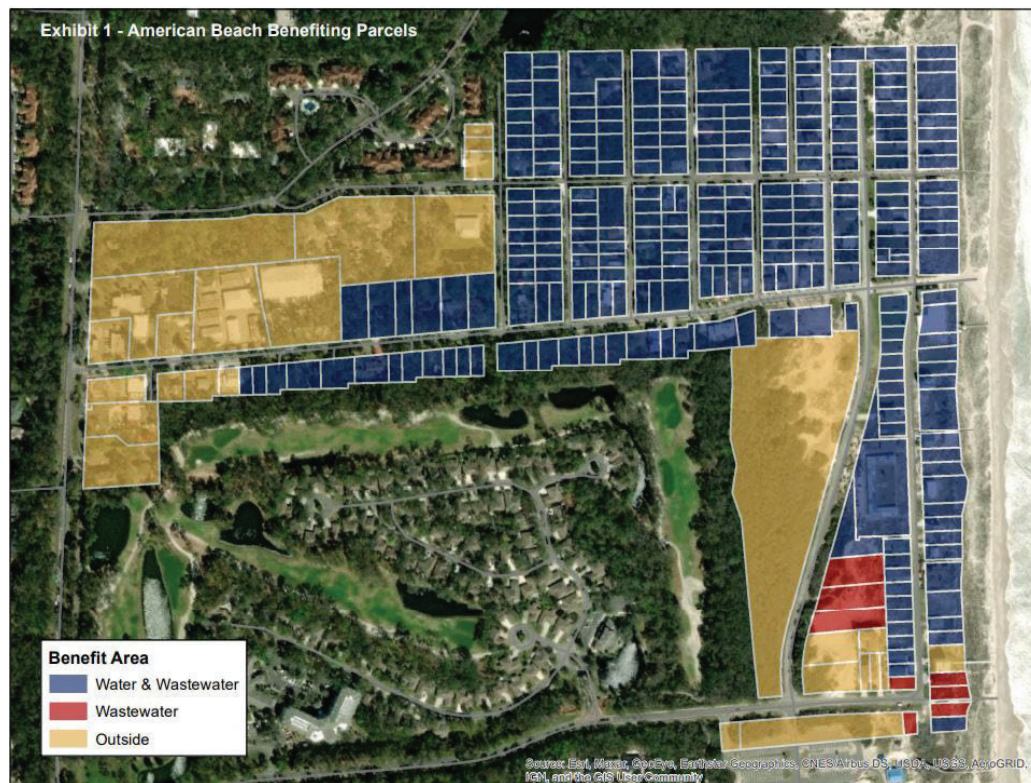 Exhibit 1 - American Beach Benefiting Parcels
Benefit Area
Water & Wastewater
Wastewater
Outside
Source: Esri, Maxar, GeoEye, Earthstar Geographics, CNES/Airbus DS, USDA, USGS, AeroGRID,
IGN, and the GIS User Community